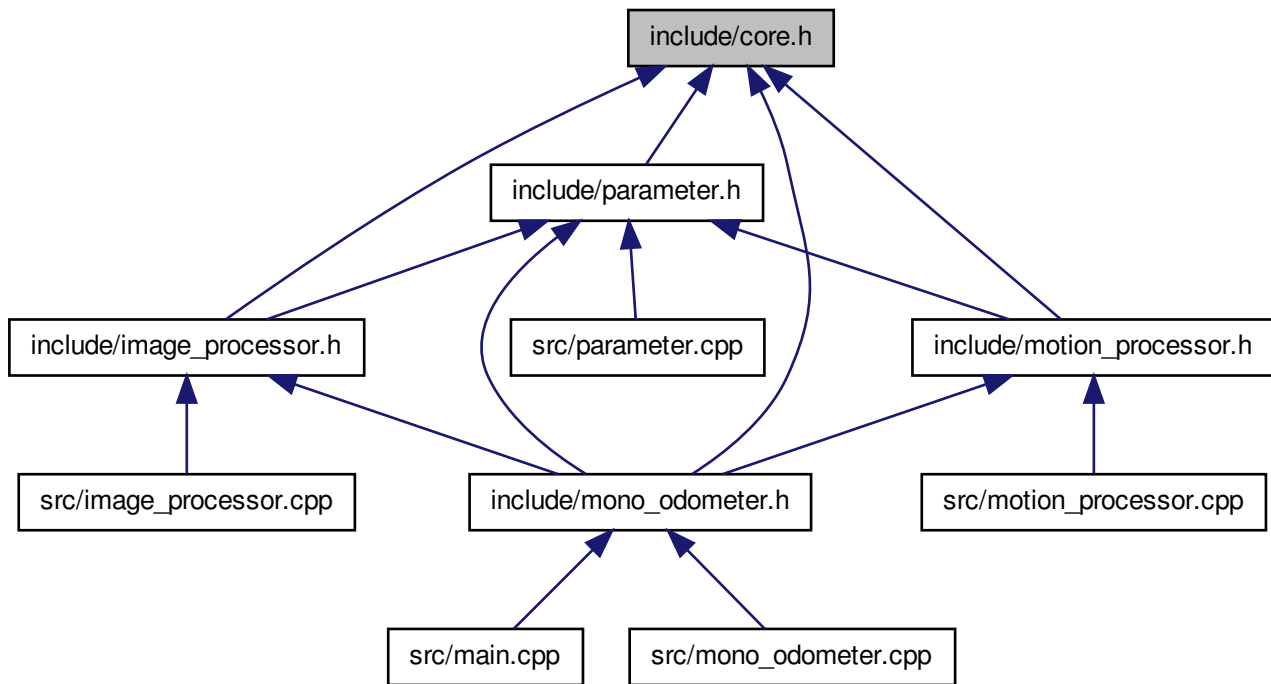 include/core.h
include/parameter.h
include/image_processor.h
src/parameter.cpp
include/motion_processor.h
src/image_processor.cpp
include/mono_odometer.h
src/motion_processor.cpp
src/main.cpp
src/mono_odometer.cpp